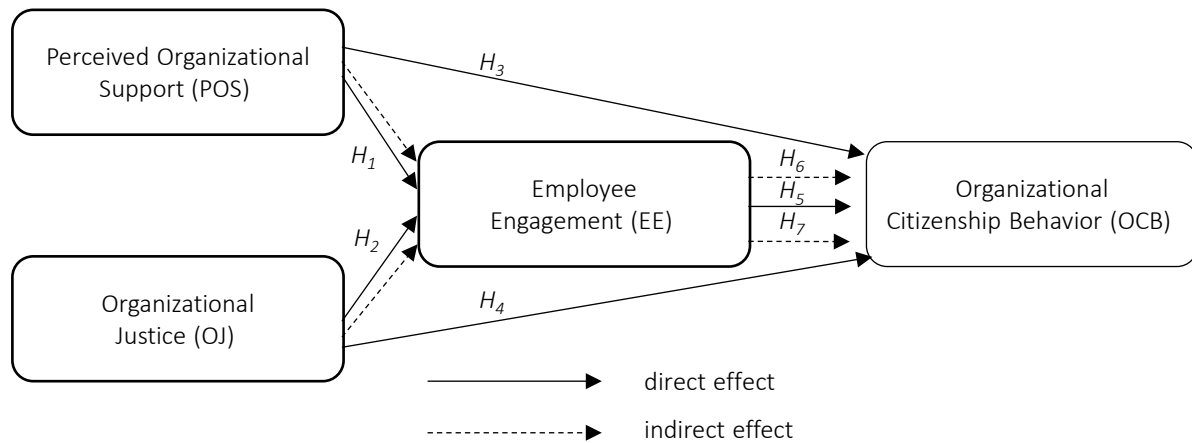 Perceived Organizational
Support (POS)
H3
H1
H6
Employee
Engagement (EE)
H5
Organizational
Citizenship Behavior (OCB)
H2
H7
Organizational
Justice (OJ)
H4
direct effect
indirect effect